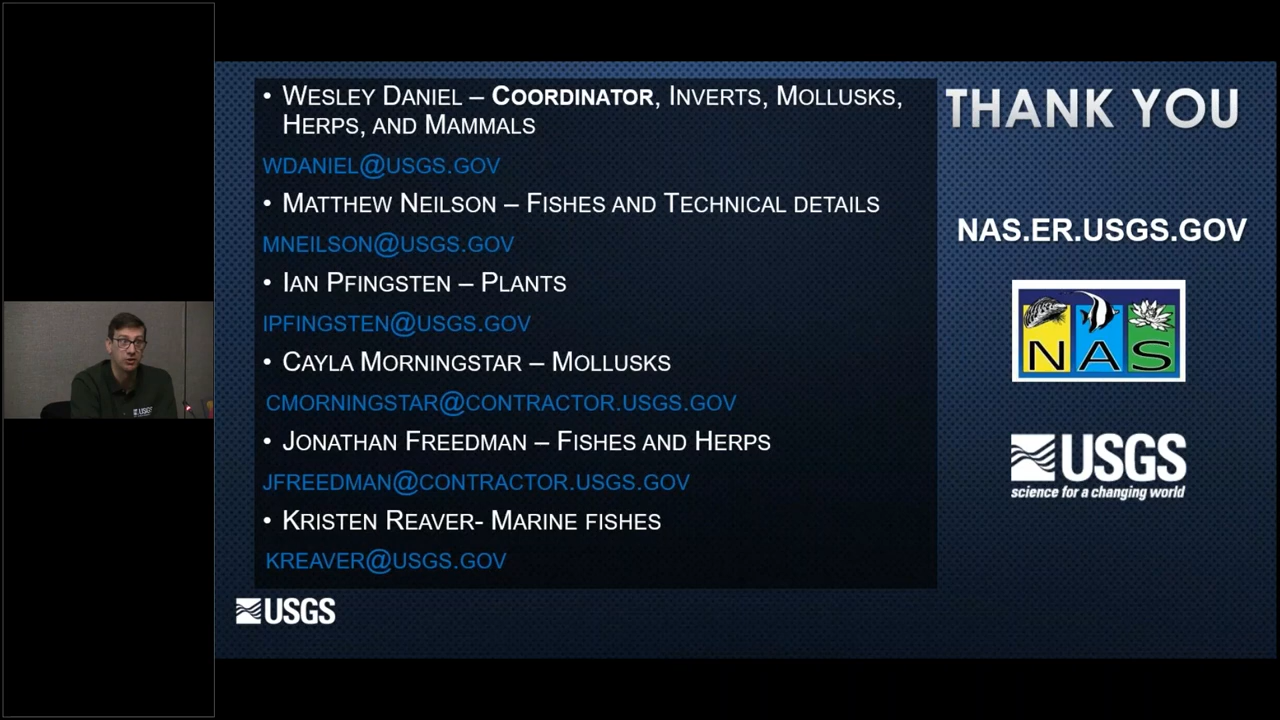 • WESLEY DANIEL – COORDINATOR, INVERTS, MOLLUSKS,
HERPS, AND MAMMALS
WDANIEL@USGS.GOV
• MATTHEW NEILSON – FISHES AND TECHNICAL DETAILS
MNEILSON@USGS.GOV
• IAN PFINGSTEN – PLANTS
IPFINGSTEN@USGS.GOV
• CAYLA MORNINGSTAR – MOLLUSKS
CMORNINGSTAR@CONTRACTOR.USGS.GOV
• JONATHAN FREEDMAN – FISHES AND HERPS
JFREEDMAN@CONTRACTOR.USGS.GOV
• KRISTEN REAVER- MARINE FISHES
KREAVER@USGS.GOV
USGS
THANK YOU
NAS.ER.USGS.GOV
NAS
USGS
science for a changing world
USGS